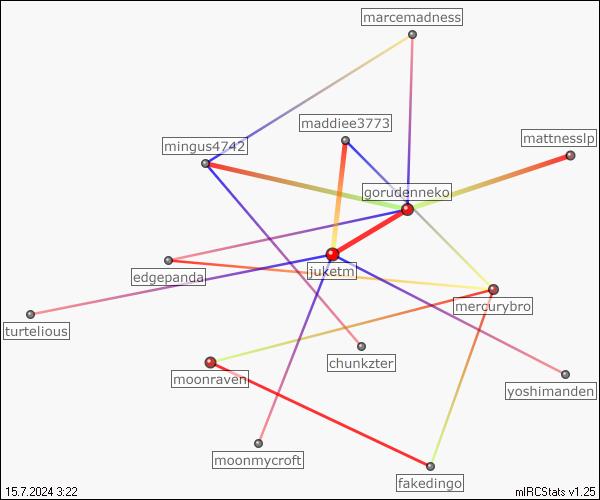 marcemadness
maddiee3773
mattnesslp
mingus4742
gorudenneko
edgepanda
juketm
mercurybro
turtelious
chunkzter
moonraven
yoshimanden
moonmycroft
fakedingo
15.7.2024 3:22
mIRCStats v1.25